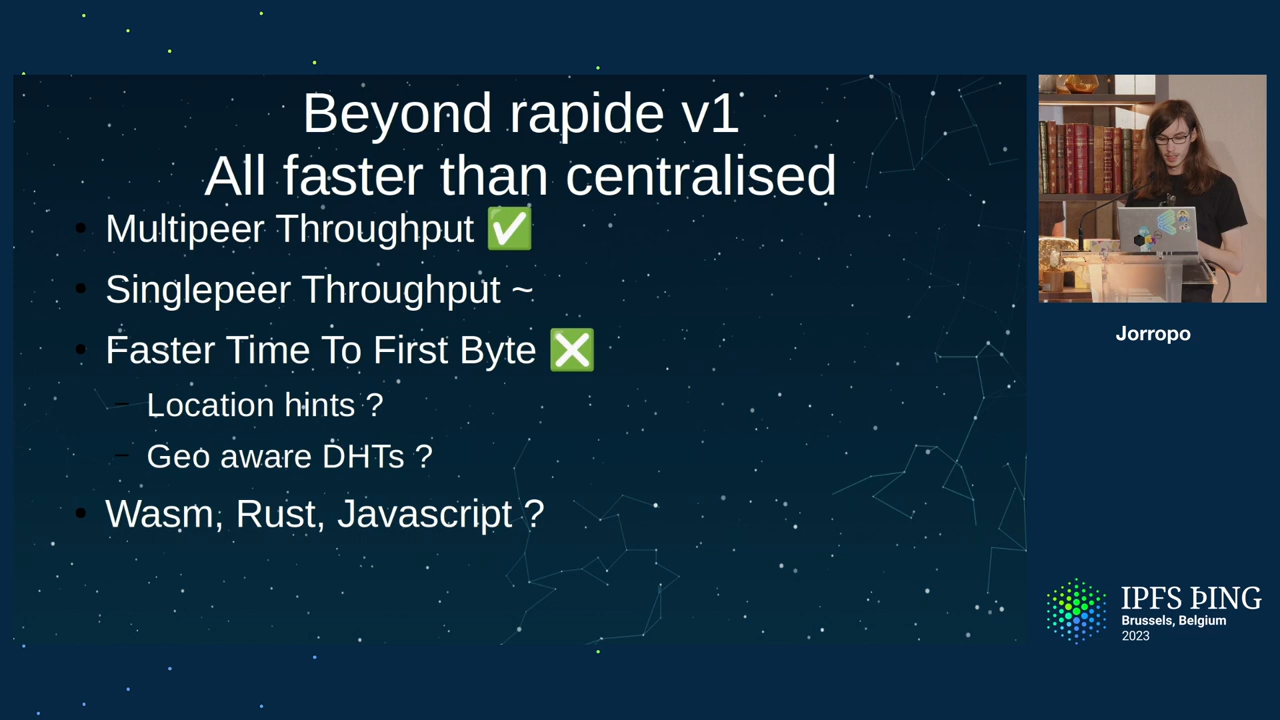 Beyond rapide v1
All faster than centralised
Multipeer Throughput ✅
Singlepeer Throughput ~
Faster Time To First Byte ❎
Location hints ?
Geo aware DHTs ?
Wasm, Rust, Javascript ?
Jorropo
IPFS ÞING
Brussels, Belgium
2023